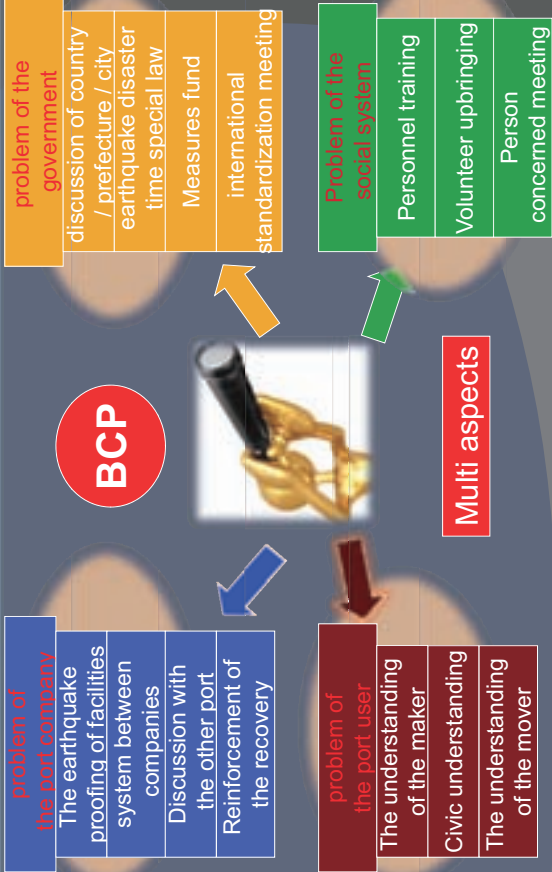 problem of
the port company
The earthquake
proofing of facilities
system between
companies
Discussion with
the other port
Reinforcement of
the recovery
BCP
problem of the
government
discussion of country
/ prefecture / city
earthquake disaster
time special law
Measures fund
international
standardization meeting
problem of
the port user
The understanding
of the maker
Civic understanding
The understanding
of the mover
Multi aspects
Problem of the
social system
Personnel training
Volunteer upbringing
Person
concerned meeting